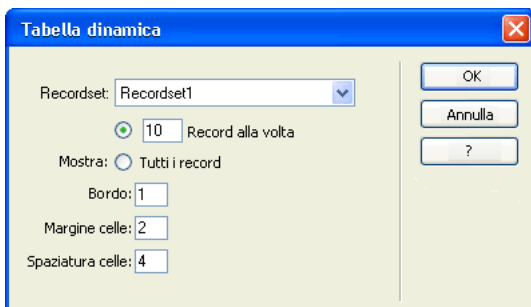 Tabella dinamica
Recordset: Recordset1
10 Record alla volta
Mostra: Tutti i record
Bordo: 1
Margine celle: 2
Spaziatura celle: 4
OK
Annulla
?